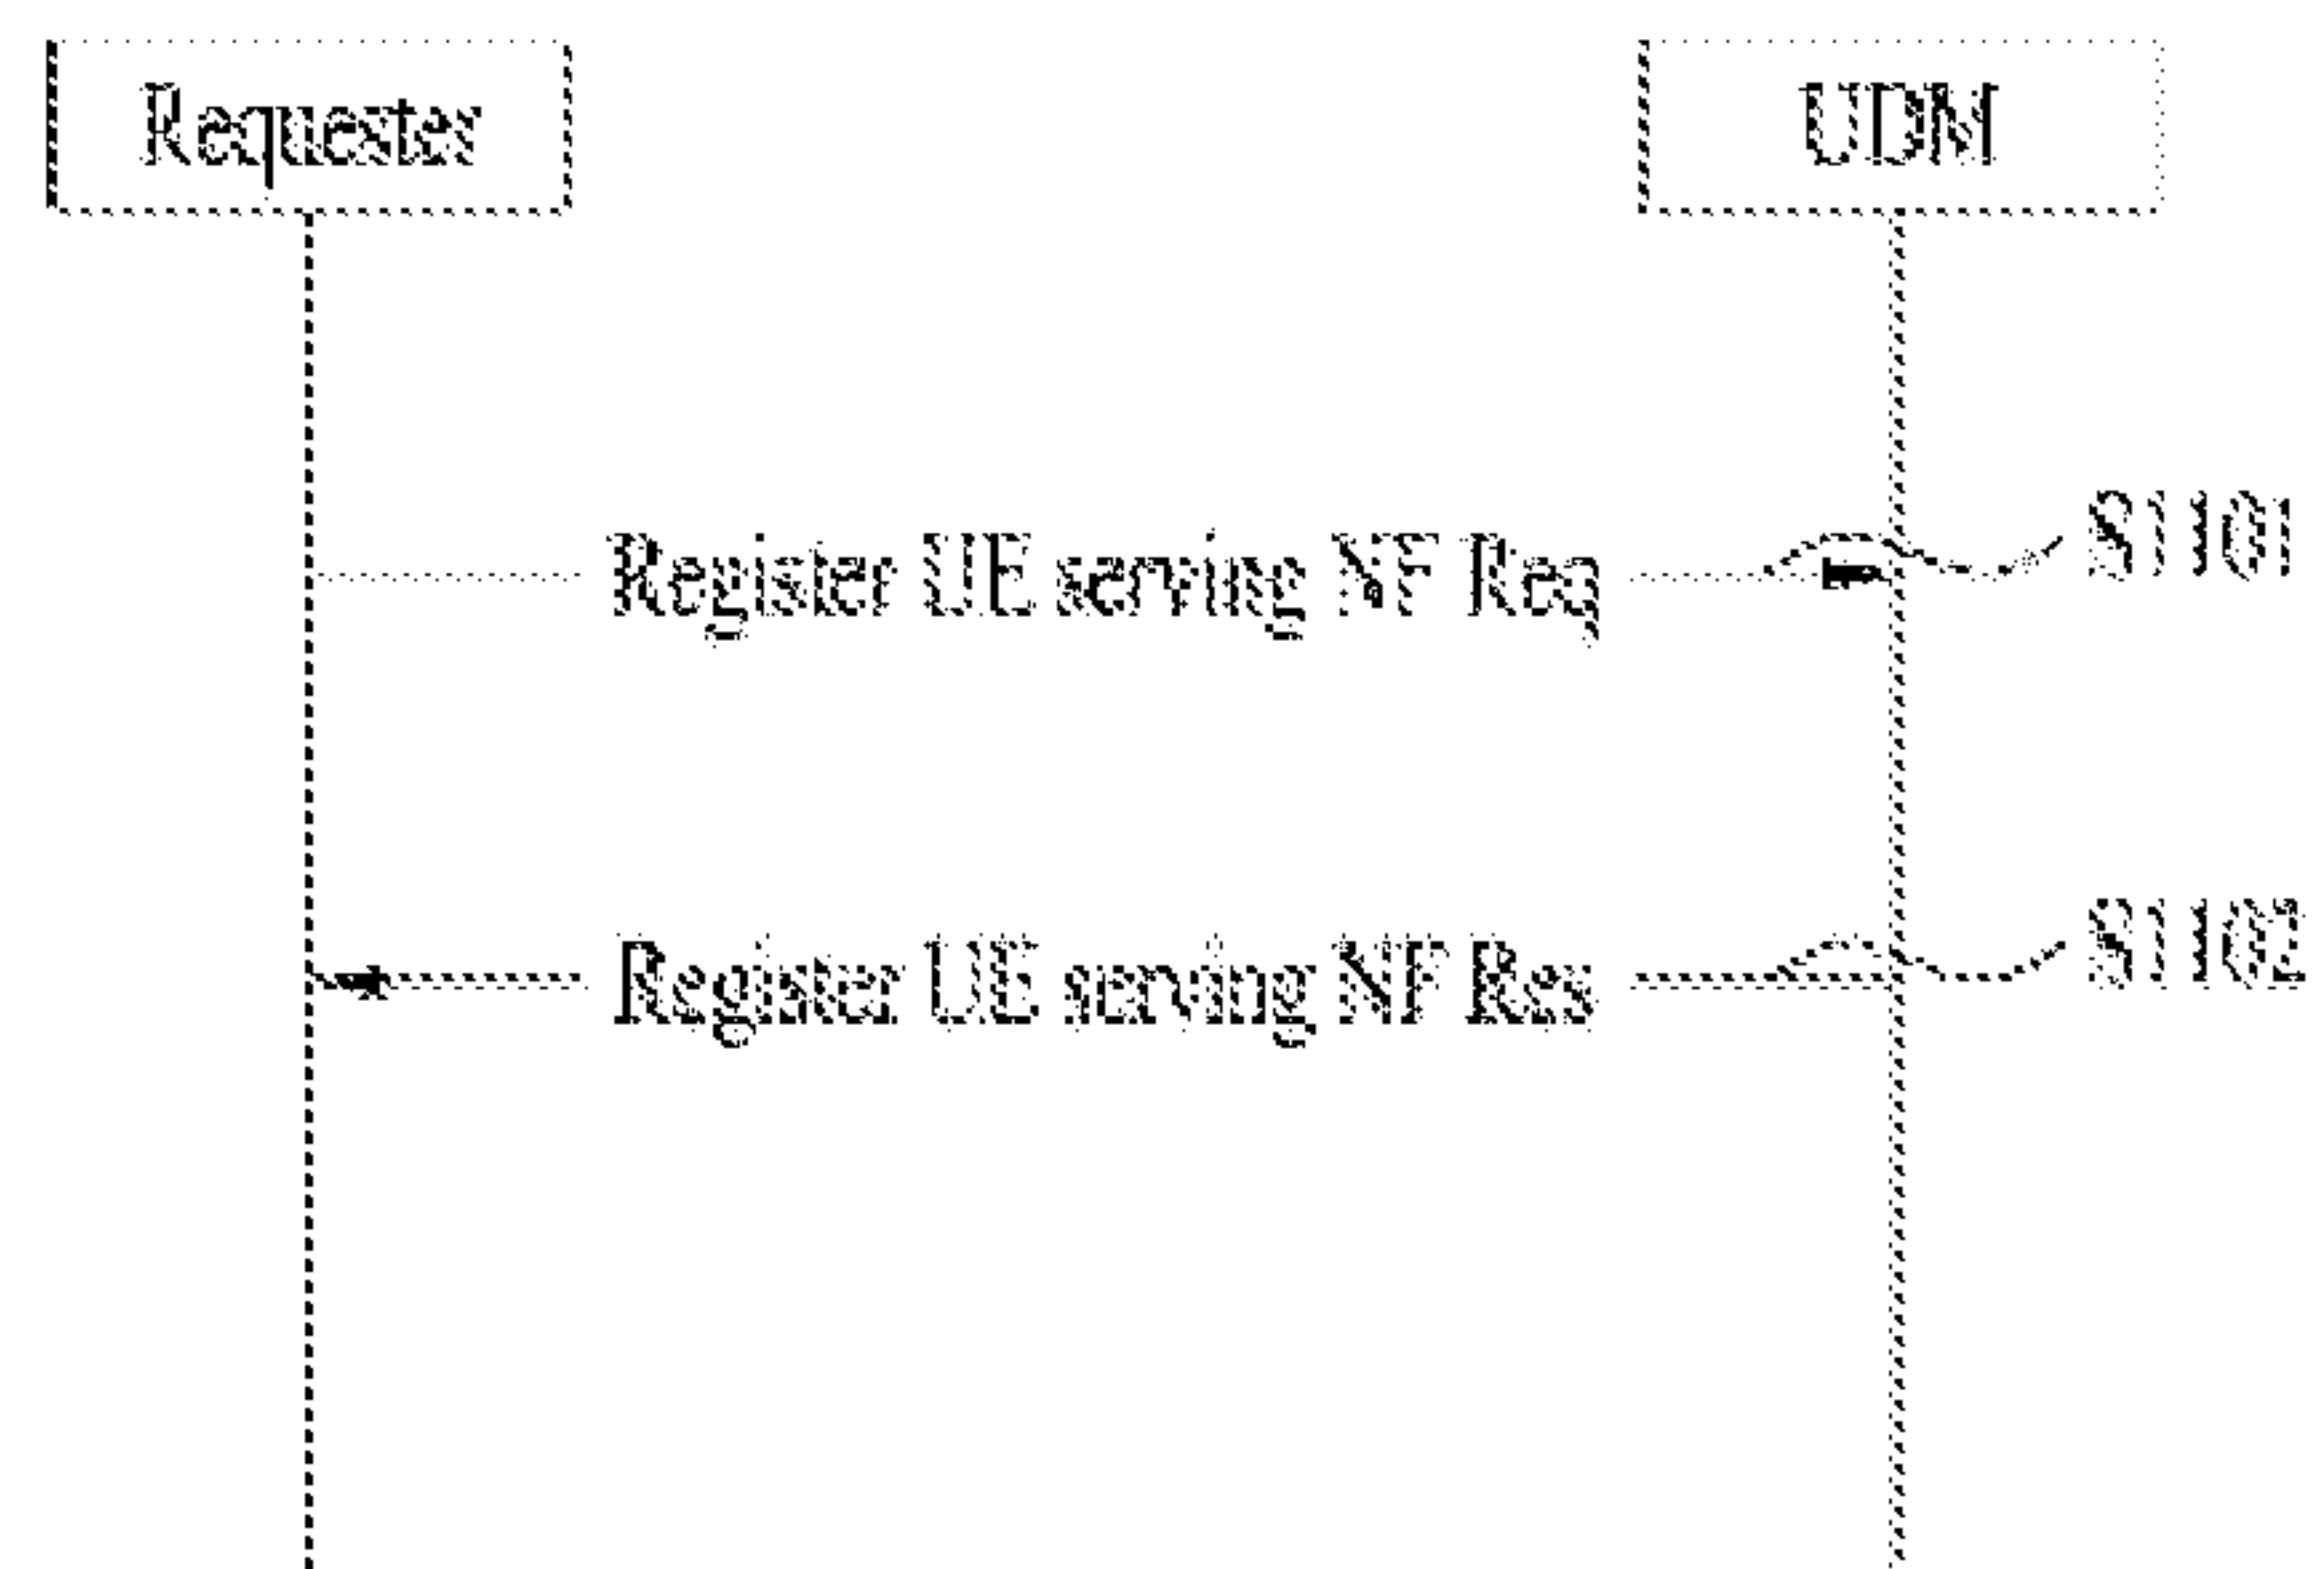 Requester
UDM
Register UE serving NF Req
S1101
Register UE serving NF Res
S1102